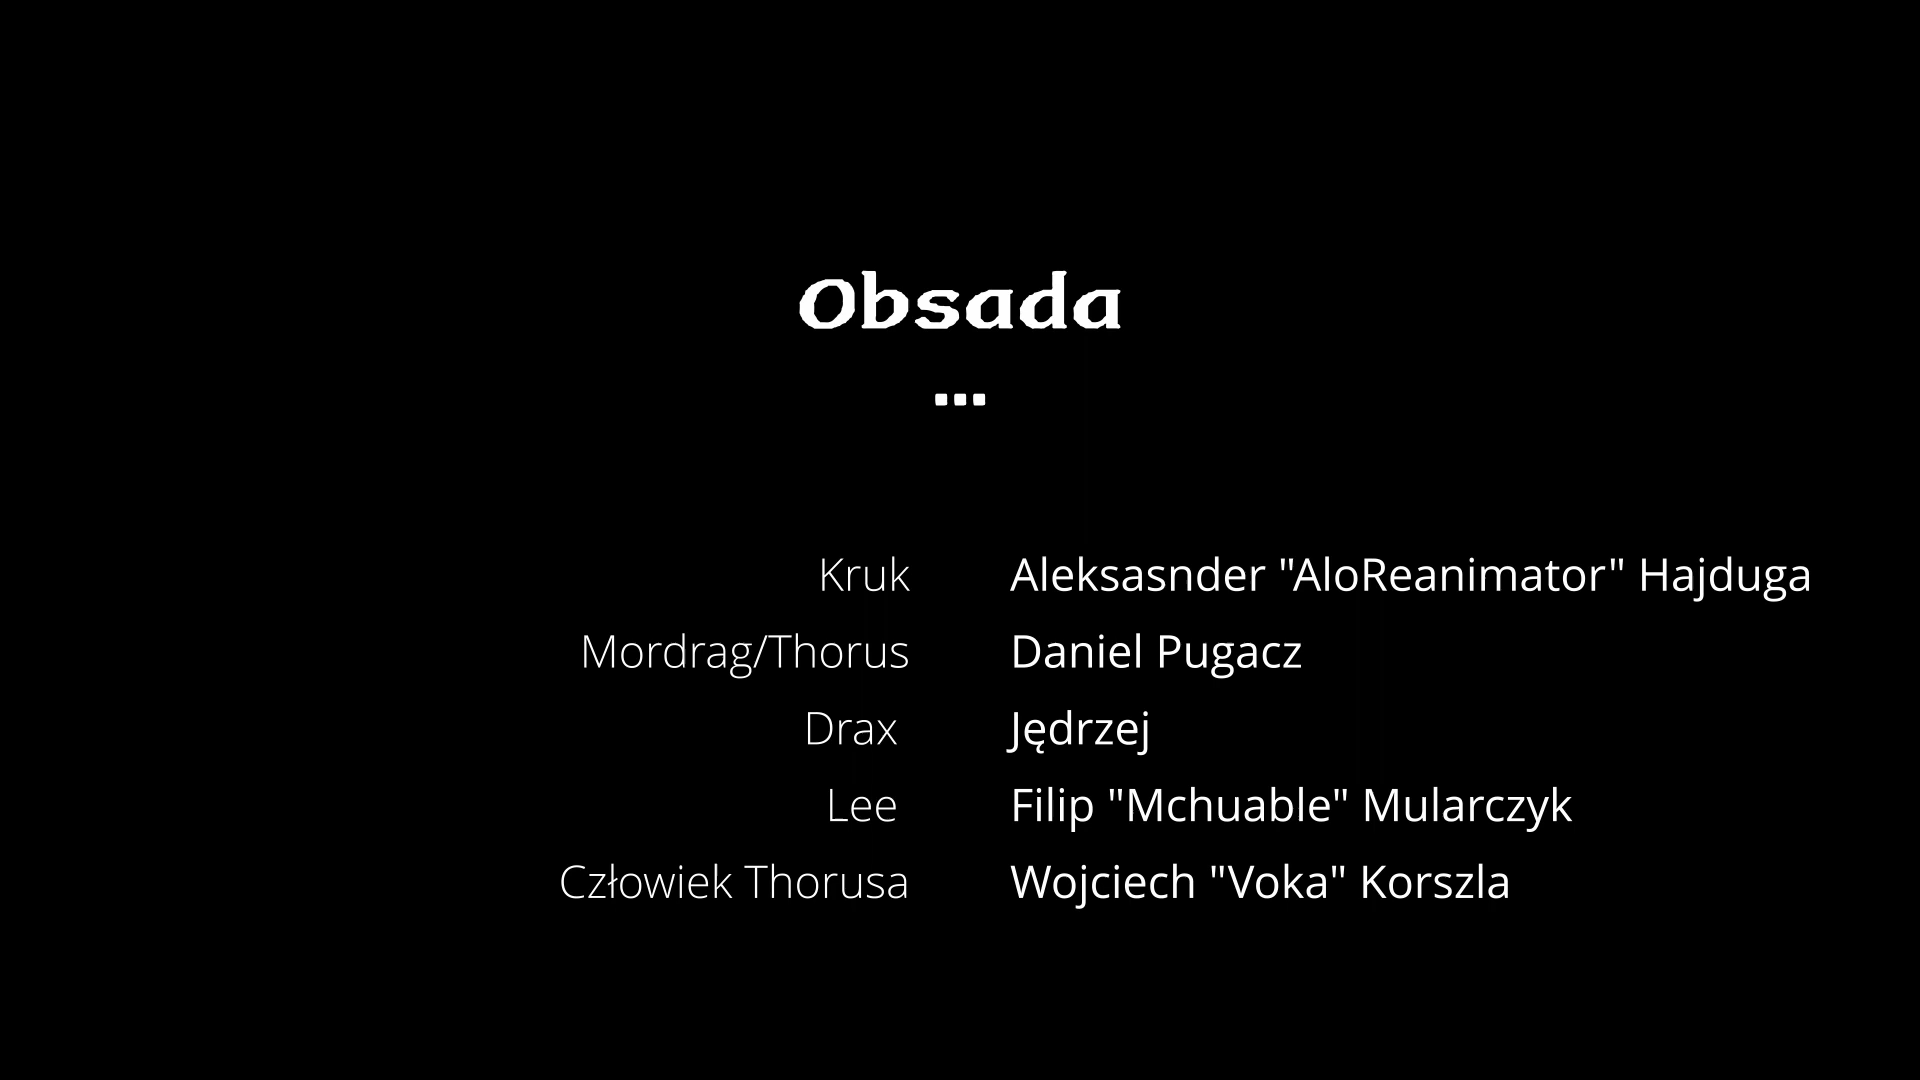 Obsada
...
Kruk Aleksasnder "AloReanimator" Hajduga
Mordrag/Thorus Daniel Pugacz
Drax Jędrzej
Lee Filip "Mchuable" Mularczyk
Człowiek Thorusa Wojciech "Voka" Korszla